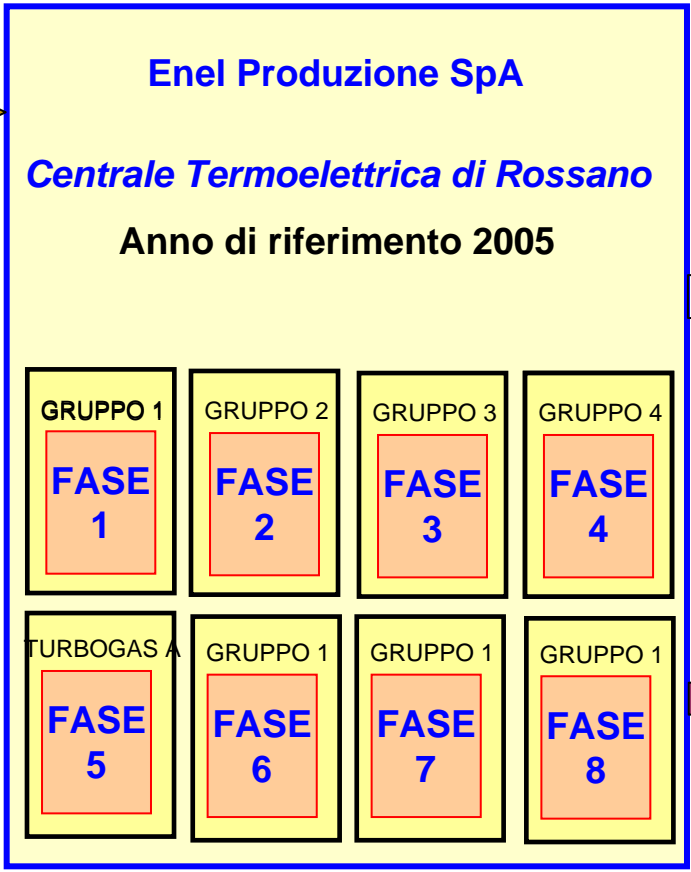 Enel Produzione SpA
Centrale Termoelettrica di Rossano
Anno di riferimento 2005
GRUPPO 1
FASE
1
GRUPPO 2
FASE
2
GRUPPO 3
FASE
3
GRUPPO 4
FASE
4
TURBOGAS A
FASE
5
GRUPPO 1
FASE
6
GRUPPO 1
FASE
7
GRUPPO 1
FASE
8